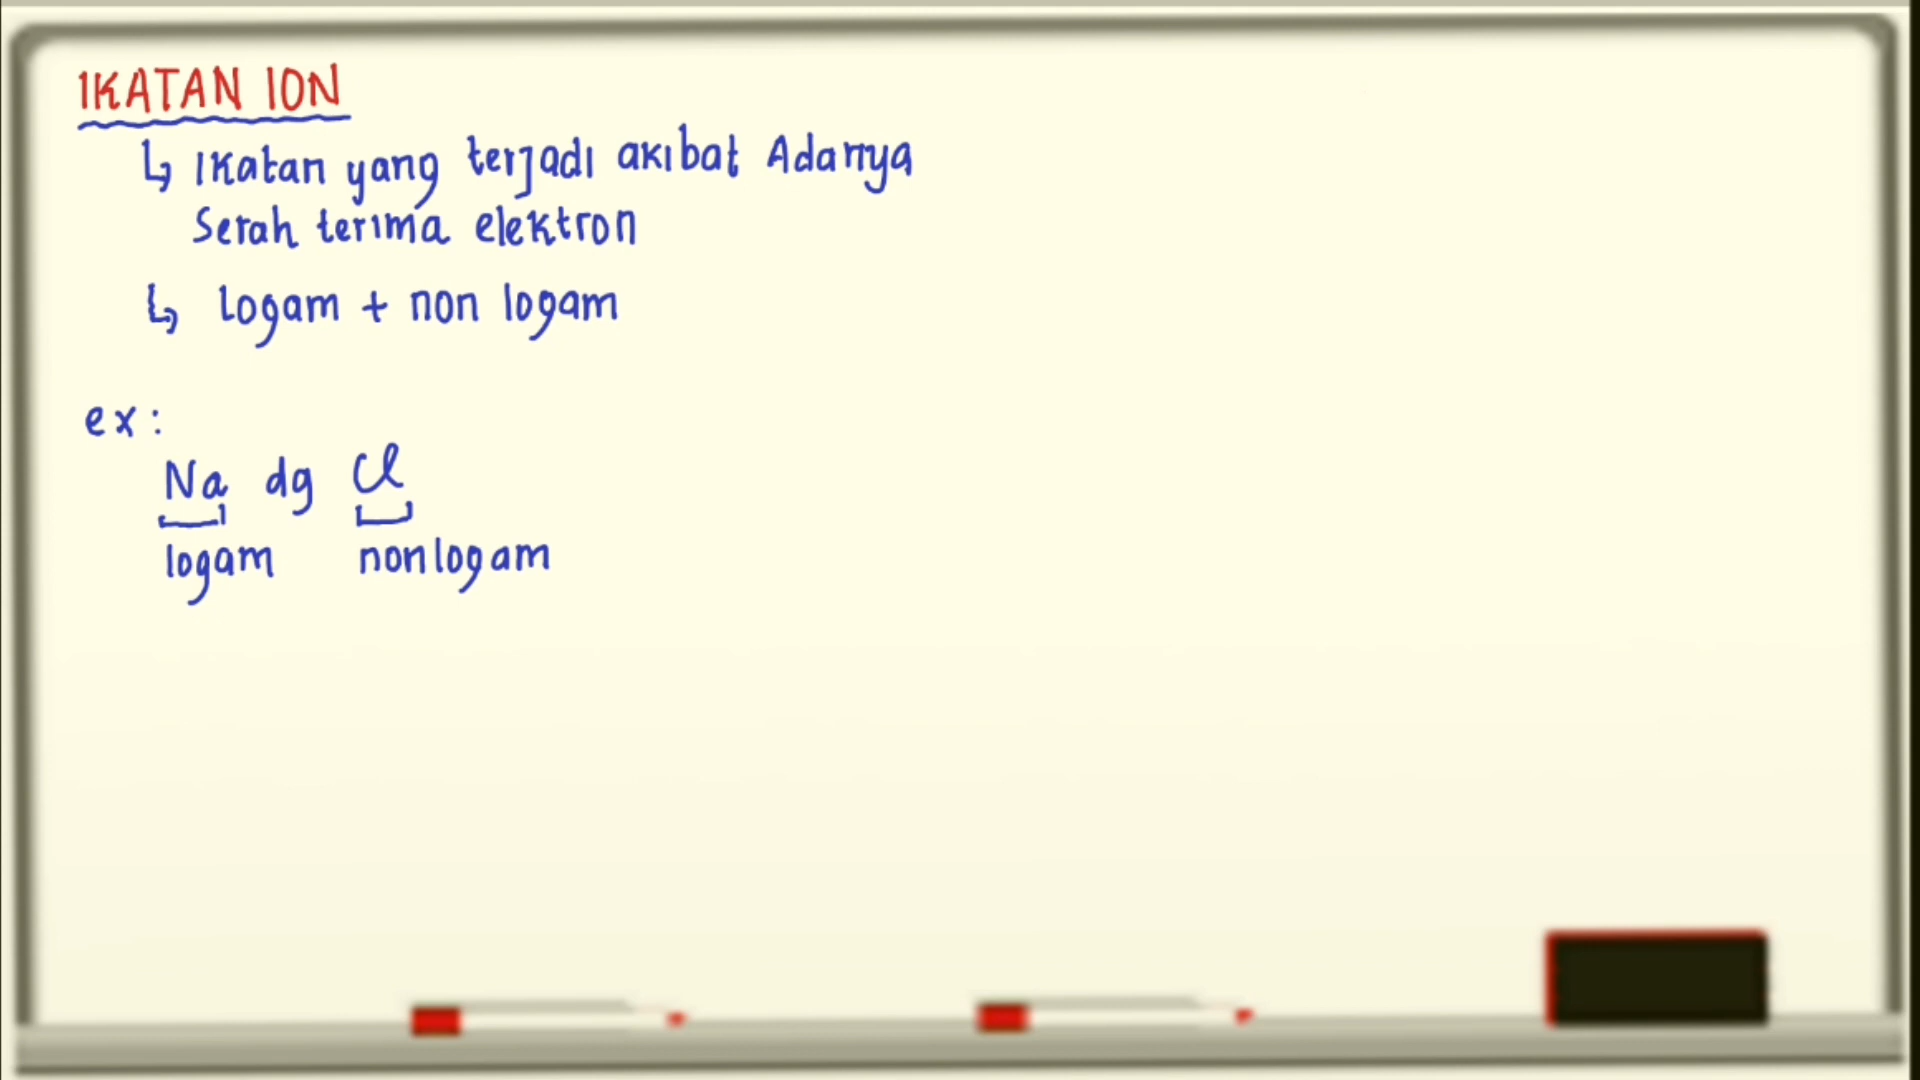 IKATAN ION
↳ Ikatan yang terjadi akibat Adanya
Serah terima elektron
↳ logam + non logam
ex:
Na dg Cl
logam nonlogam